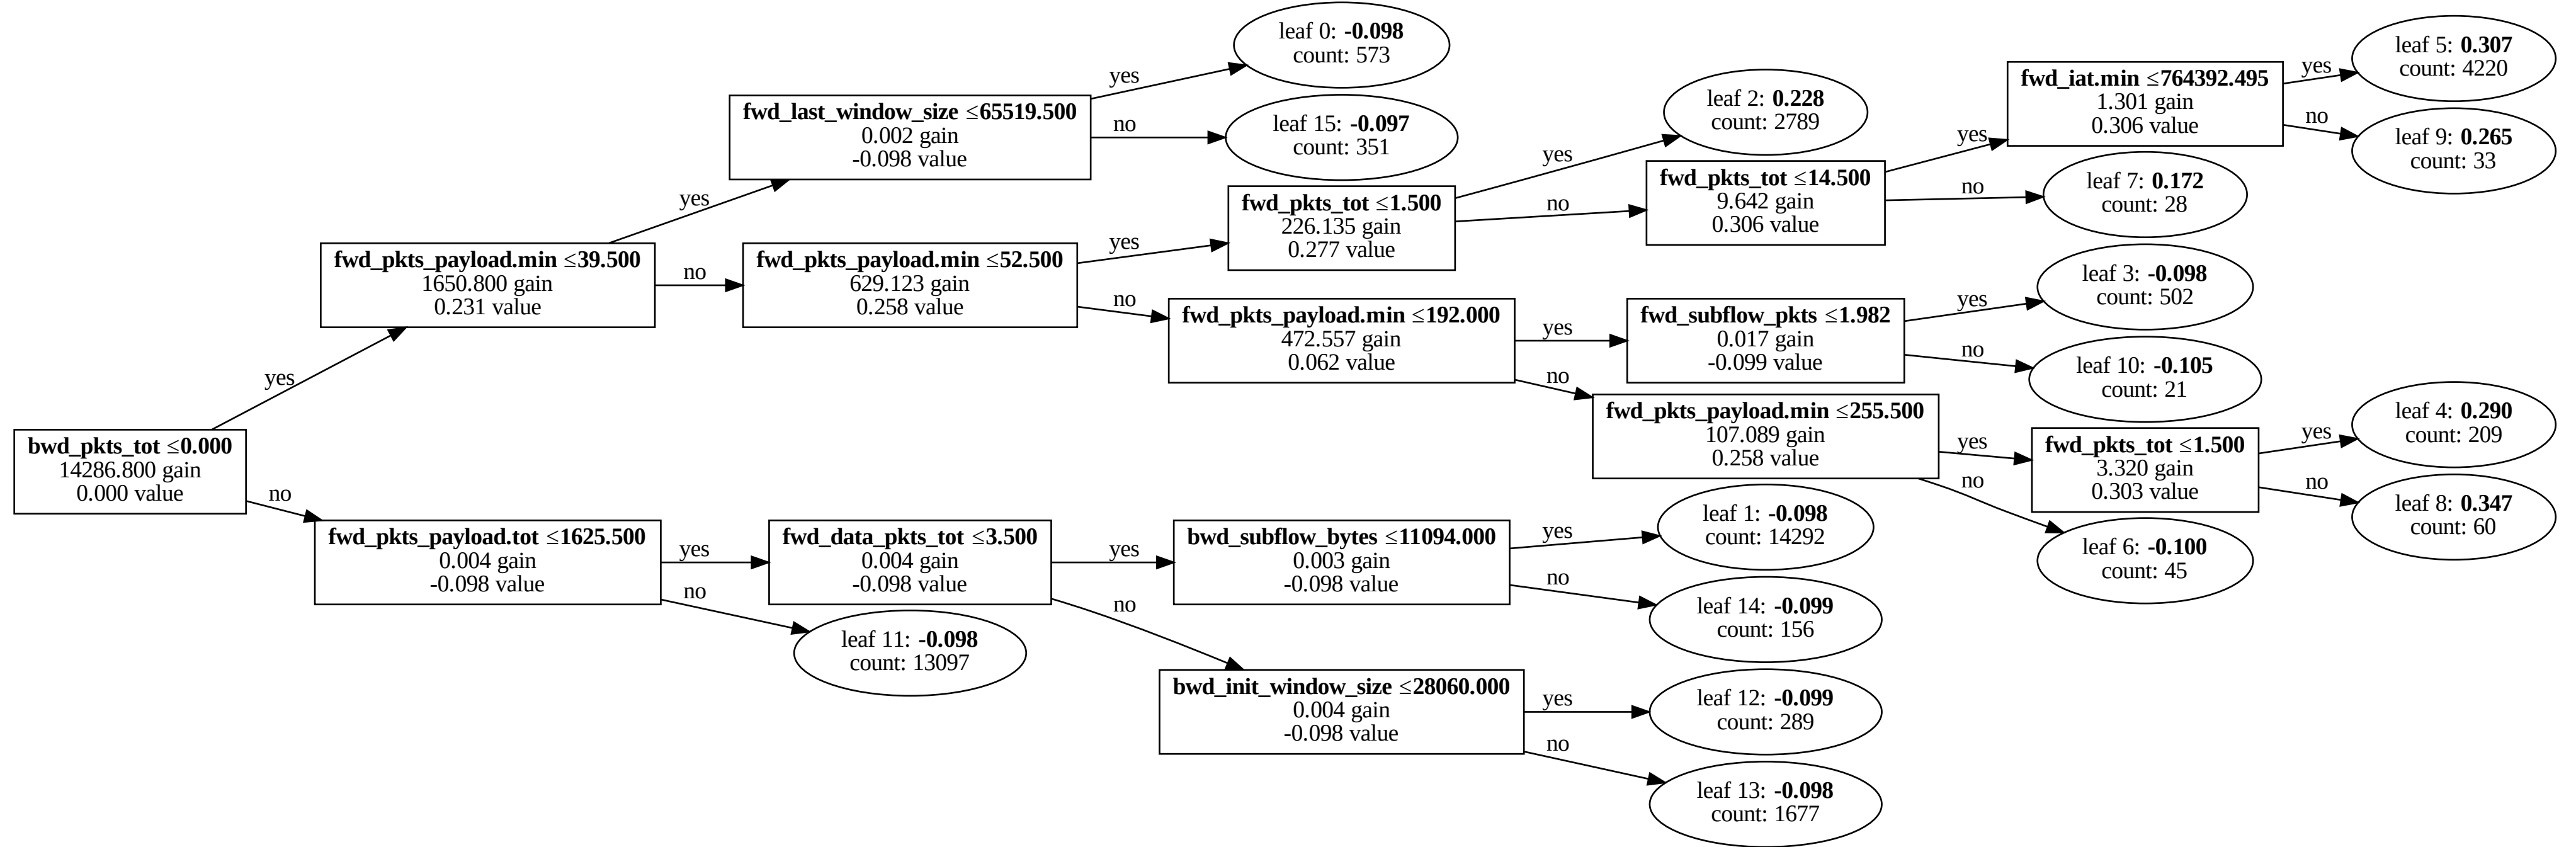 bwd_pkts_tot ≤0.000
14286.800 gain
0.000 value
yes
no
fwd_pkts_payload.min ≤39.500
1650.800 gain
0.231 value
yes
no
fwd_last_window_size ≤65519.500
0.002 gain
-0.098 value
yes
no
leaf 0: -0.098
count: 573
leaf 15: -0.097
count: 351
fwd_pkts_payload.min ≤52.500
629.123 gain
0.258 value
yes
no
fwd_pkts_tot ≤1.500
226.135 gain
0.277 value
yes
no
leaf 2: 0.228
count: 2789
fwd_pkts_tot ≤14.500
9.642 gain
0.306 value
yes
no
fwd_iat.min ≤764392.495
1.301 gain
0.306 value
yes
no
leaf 5: 0.307
count: 4220
leaf 9: 0.265
count: 33
leaf 7: 0.172
count: 28
fwd_pkts_payload.min ≤192.000
472.557 gain
0.062 value
yes
no
fwd_subflow_pkts ≤1.982
0.017 gain
-0.099 value
yes
no
leaf 3: -0.098
count: 502
leaf 10: -0.105
count: 21
fwd_pkts_payload.min ≤255.500
107.089 gain
0.258 value
yes
no
fwd_pkts_tot ≤1.500
3.320 gain
0.303 value
yes
no
leaf 4: 0.290
count: 209
leaf 8: 0.347
count: 60
leaf 6: -0.100
count: 45
fwd_pkts_payload.tot ≤1625.500
0.004 gain
-0.098 value
yes
no
fwd_data_pkts_tot ≤3.500
0.004 gain
-0.098 value
yes
no
bwd_subflow_bytes ≤11094.000
0.003 gain
-0.098 value
yes
no
leaf 1: -0.098
count: 14292
leaf 14: -0.099
count: 156
leaf 11: -0.098
count: 13097
bwd_init_window_size ≤28060.000
0.004 gain
-0.098 value
yes
no
leaf 12: -0.099
count: 289
leaf 13: -0.098
count: 1677